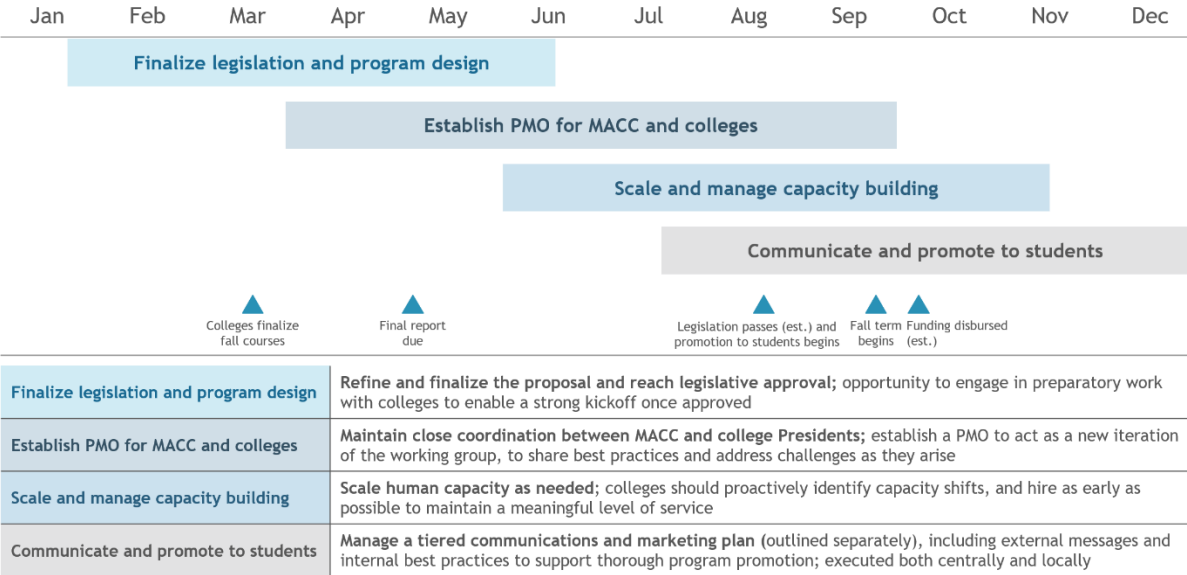 Jan Feb Mar Apr May Jun Jul Aug Sep Oct Nov Dec
Finalize legislation and program design
Establish PMO for MACC and colleges
Scale and manage capacity building
Communicate and promote to students
Colleges finalize
fall courses
Final report
due
Legislation passes (est.) and
promotion to students begins
Fall term
begins
Funding disbursed
(est.)
Finalize legislation and program design
Refine and finalize the proposal and reach legislative approval; opportunity to engage in preparatory work
with colleges to enable a strong kickoff once approved
Establish PMO for MACC and colleges
Maintain close coordination between MACC and college Presidents; establish a PMO to act as a new iteration
of the working group, to share best practices and address challenges as they arise
Scale and manage capacity building
Scale human capacity as needed; colleges should proactively identify capacity shifts, and hire as early as
possible to maintain a meaningful level of service
Communicate and promote to students
Manage a tiered communications and marketing plan (outlined separately), including external messages and
internal best practices to support thorough program promotion; executed both centrally and locally